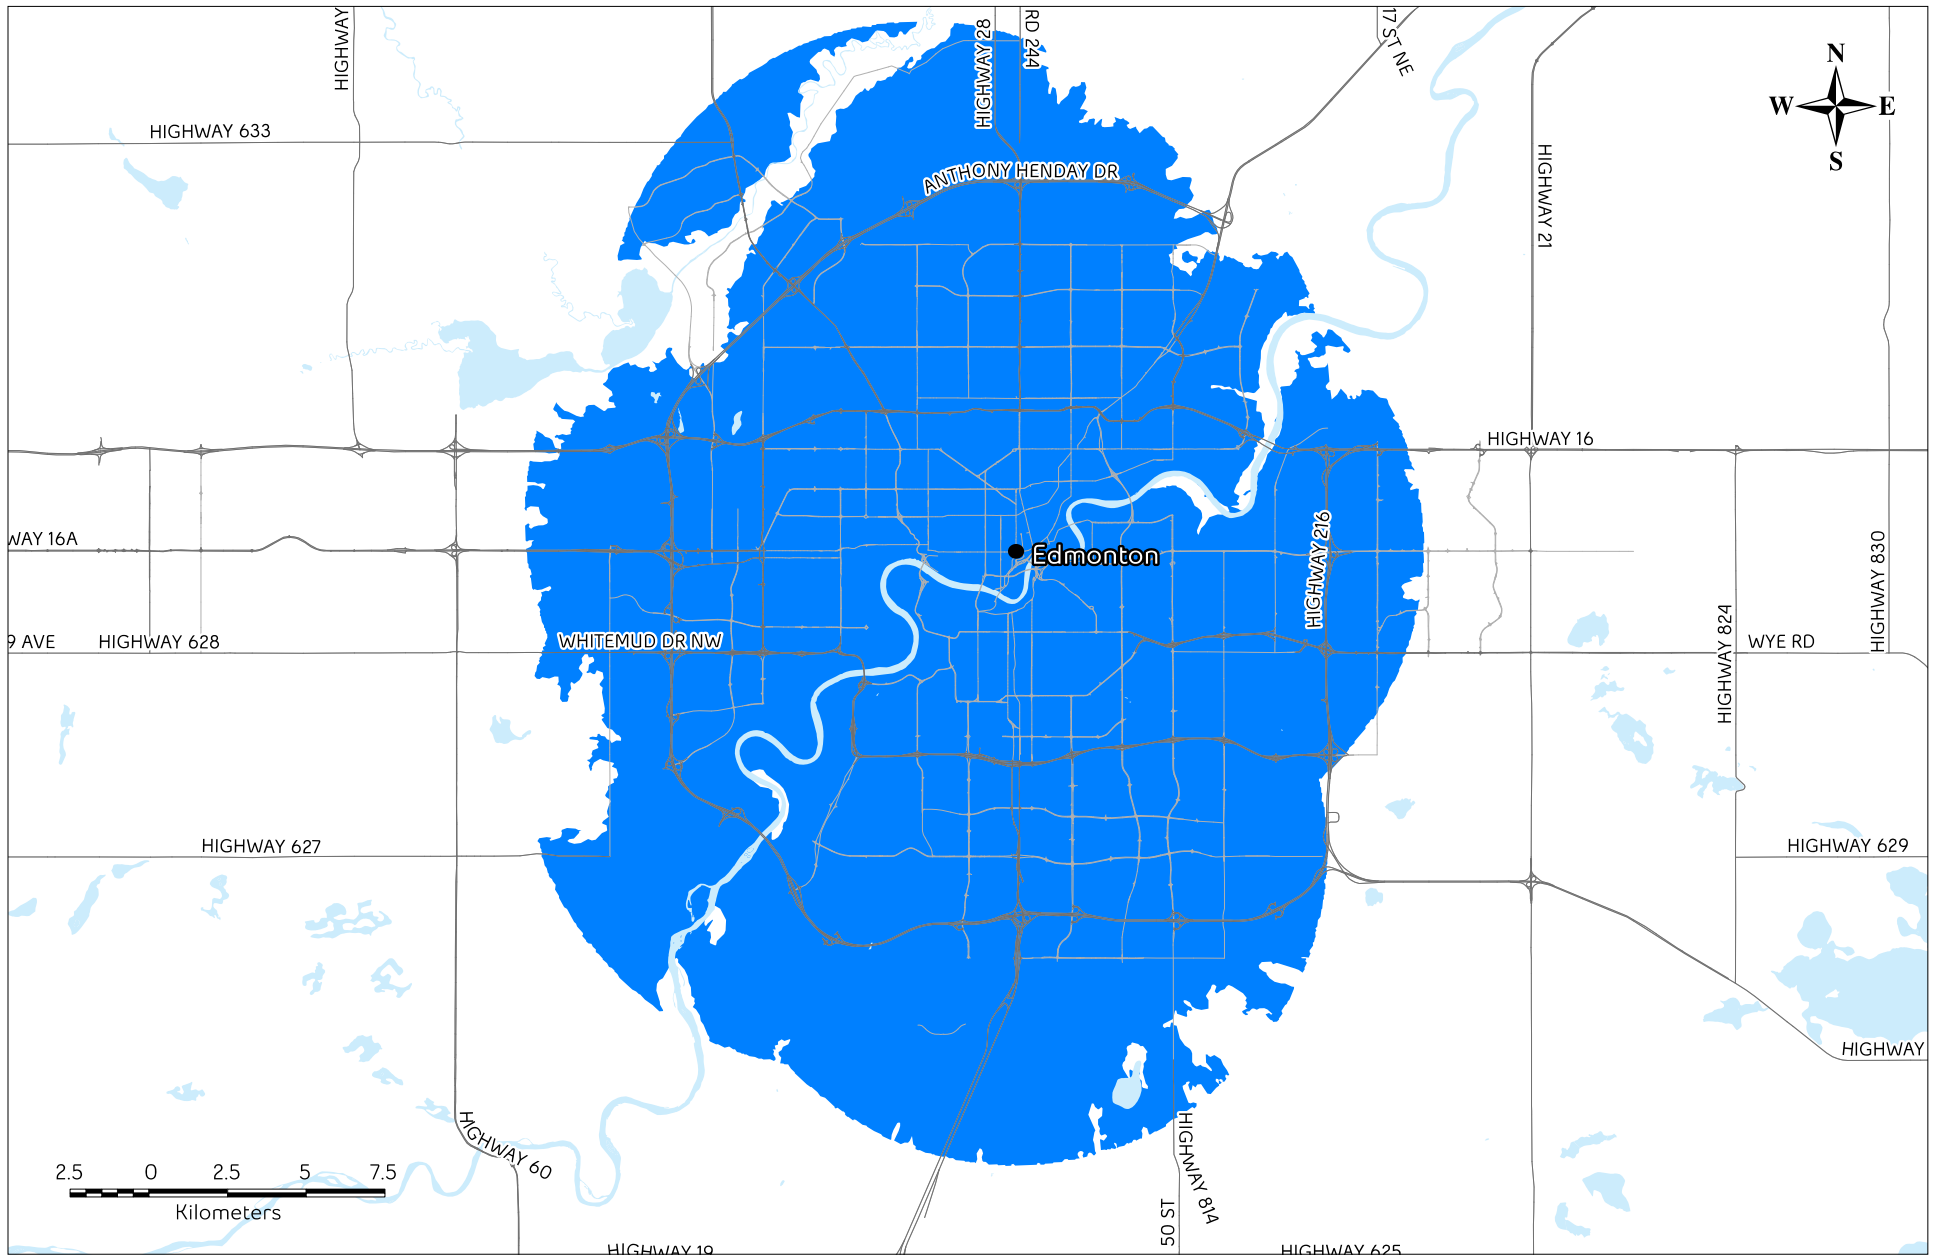 HIGHWAY
HIGHWAY 28
RD 244
17 ST NE
N
W
E
S
HIGHWAY 633
ANTHONY HENDAY DR
HIGHWAY 21
HIGHWAY 16
WAY 16A
Edmonton
HIGHWAY 216
HIGHWAY 830
9 AVE
HIGHWAY 628
WHITEMUD DR NW
HIGHWAY 824
WYE RD
HIGHWAY 627
HIGHWAY 629
HIGHWAY
HIGHWAY 60
HIGHWAY 814
50 ST
2.5 0 2.5 5 7.5
Kilometers
HIGHWAY 19
HIGHWAY 625